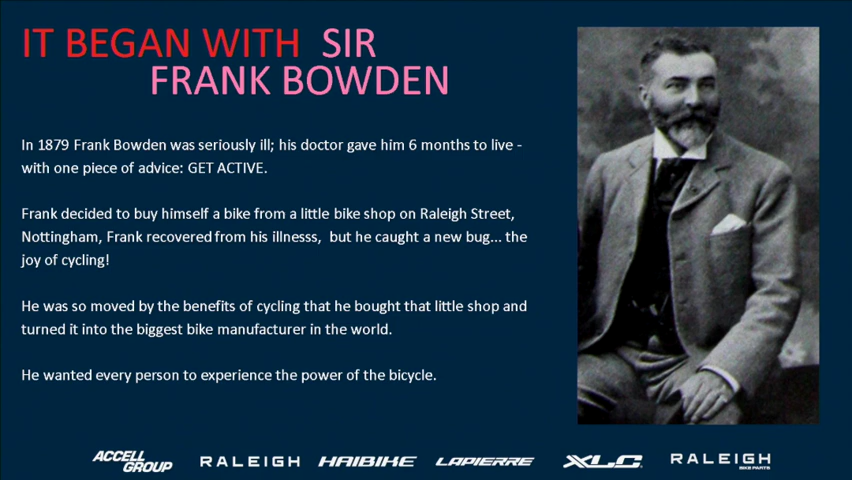 IT BEGAN WITH SIR
FRANK BOWDEN
In 1879 Frank Bowden was seriously ill; his doctor gave him 6 months to live -
with one piece of advice: GET ACTIVE.
Frank decided to buy himself a bike from a little bike shop on Raleigh Street,
Nottingham, Frank recovered from his illnesss, but he caught a new bug... the
joy of cycling!
He was so moved by the benefits of cycling that he bought that little shop and
turned it into the biggest bike manufacturer in the world.
He wanted every person to experience the power of the bicycle.
ACCELL GROUP RALEIGH HAIBIKE LAPIERRE XLC RALEIGH BIKE PARTS